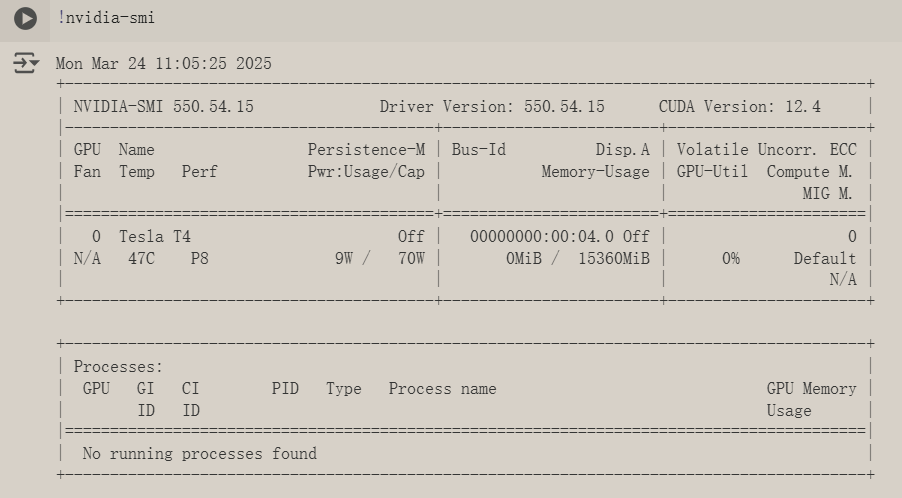 !nvidia-smi
Mon Mar 24 11:05:25 2025
+-----------------------------------------------------------------------------------------+
| NVIDIA-SMI 550.54.15              Driver Version: 550.54.15      CUDA Version: 12.4     |
|-----------------------------------------+------------------------+----------------------+
| GPU  Name                 Persistence-M | Bus-Id          Disp.A | Volatile Uncorr. ECC |
| Fan  Temp   Perf          Pwr:Usage/Cap |           Memory-Usage | GPU-Util  Compute M. |
|                                         |                        |               MIG M. |
|=========================================+========================+======================|
|   0  Tesla T4                       Off |   00000000:00:04.0 Off |                    0 |
| N/A   47C    P8              9W /   70W |       0MiB /  15360MiB |      0%      Default |
|                                         |                        |                  N/A |
+-----------------------------------------+------------------------+----------------------+
+-----------------------------------------------------------------------------------------+
| Processes:                                                                              |
|  GPU   GI   CI        PID   Type   Process name                              GPU Memory |
|        ID   ID                                                               Usage      |
|=========================================================================================|
|  No running processes found                                                             |
+-----------------------------------------------------------------------------------------+